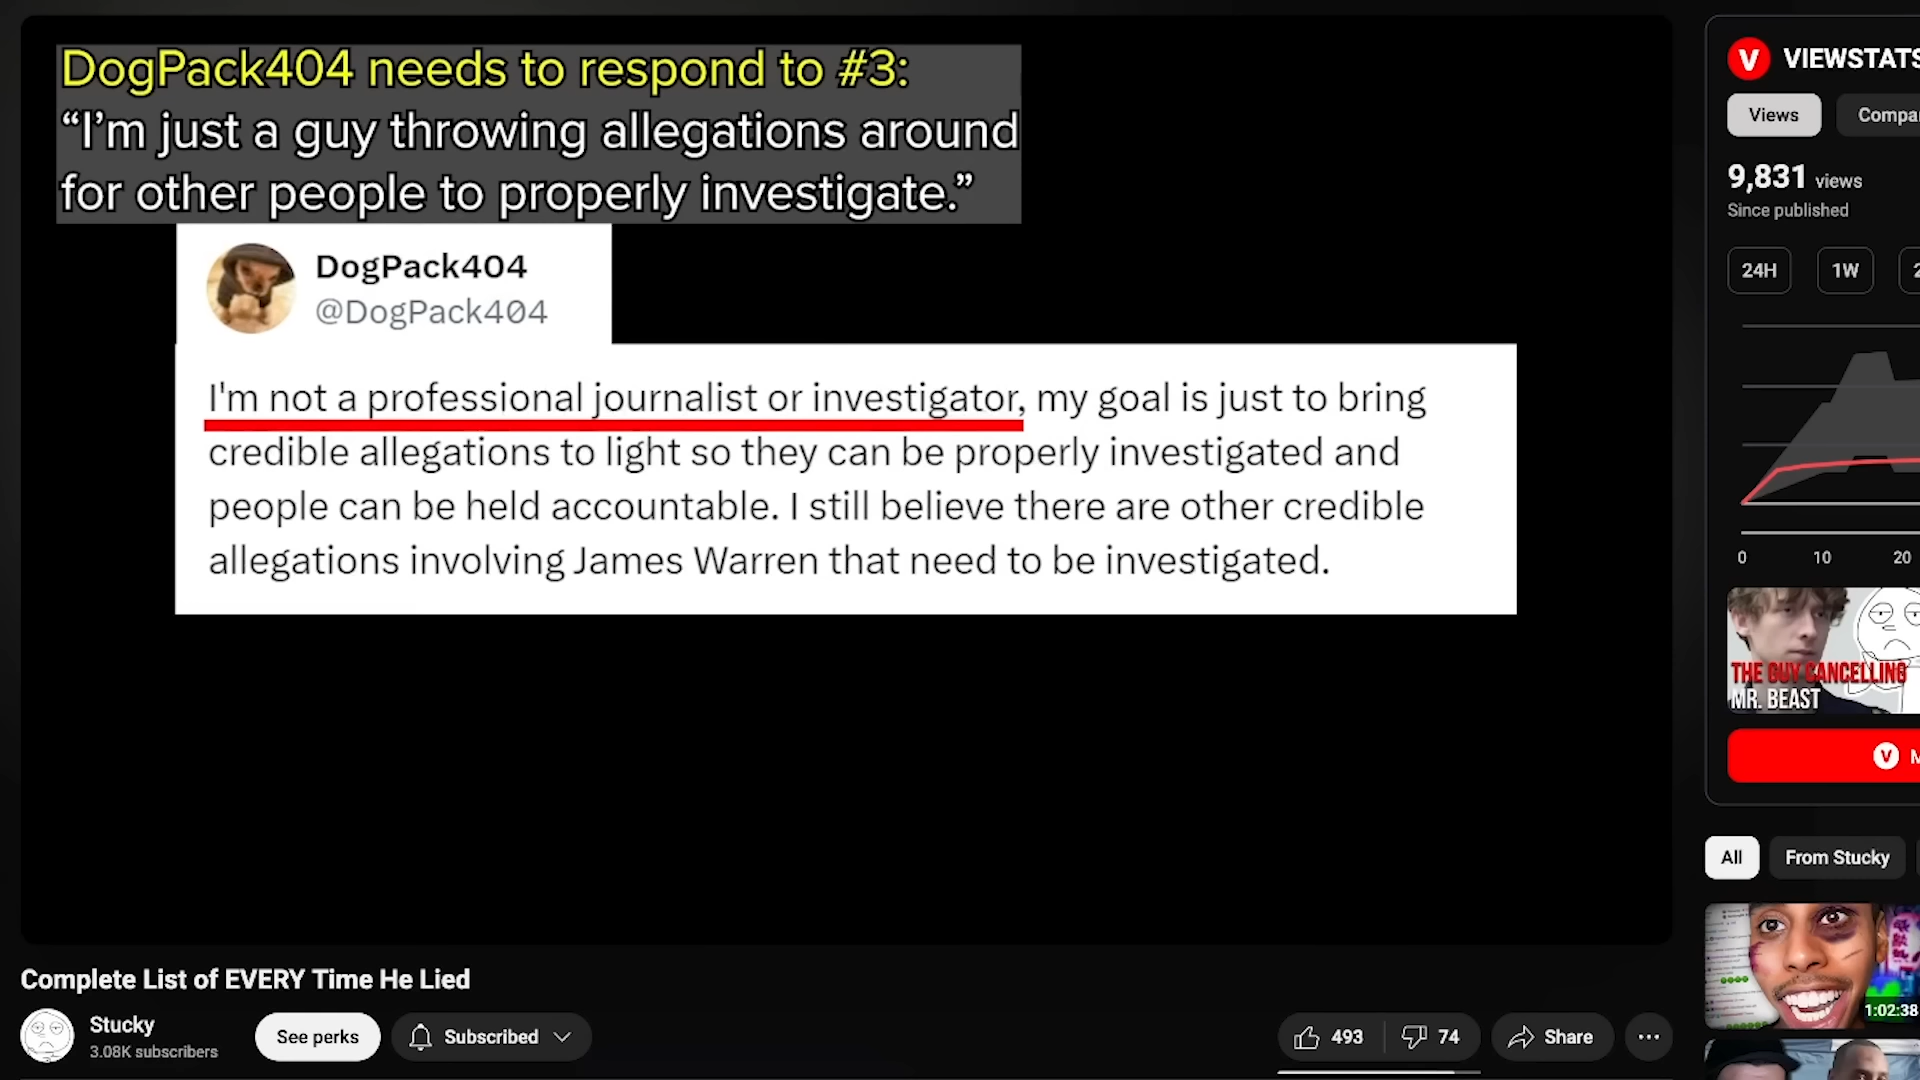 DogPack404 needs to respond to #3:
“I’m just a guy throwing allegations around
for other people to properly investigate.”
DogPack404
@DogPack404
I'm not a professional journalist or investigator, my goal is just to bring
credible allegations to light so they can be properly investigated and
people can be held accountable. I still believe there are other credible
allegations involving James Warren that need to be investigated.
Complete List of EVERY Time He Lied
Stucky
3.08K subscribers
See perks
Subscribed
493
74
Share
V VIEWSTATS
Views
9,831 views
Since published
24H
1W
0
10
20
THE GUY CANCELLING
MR. BEAST
V
All
From Stucky
1:02:38